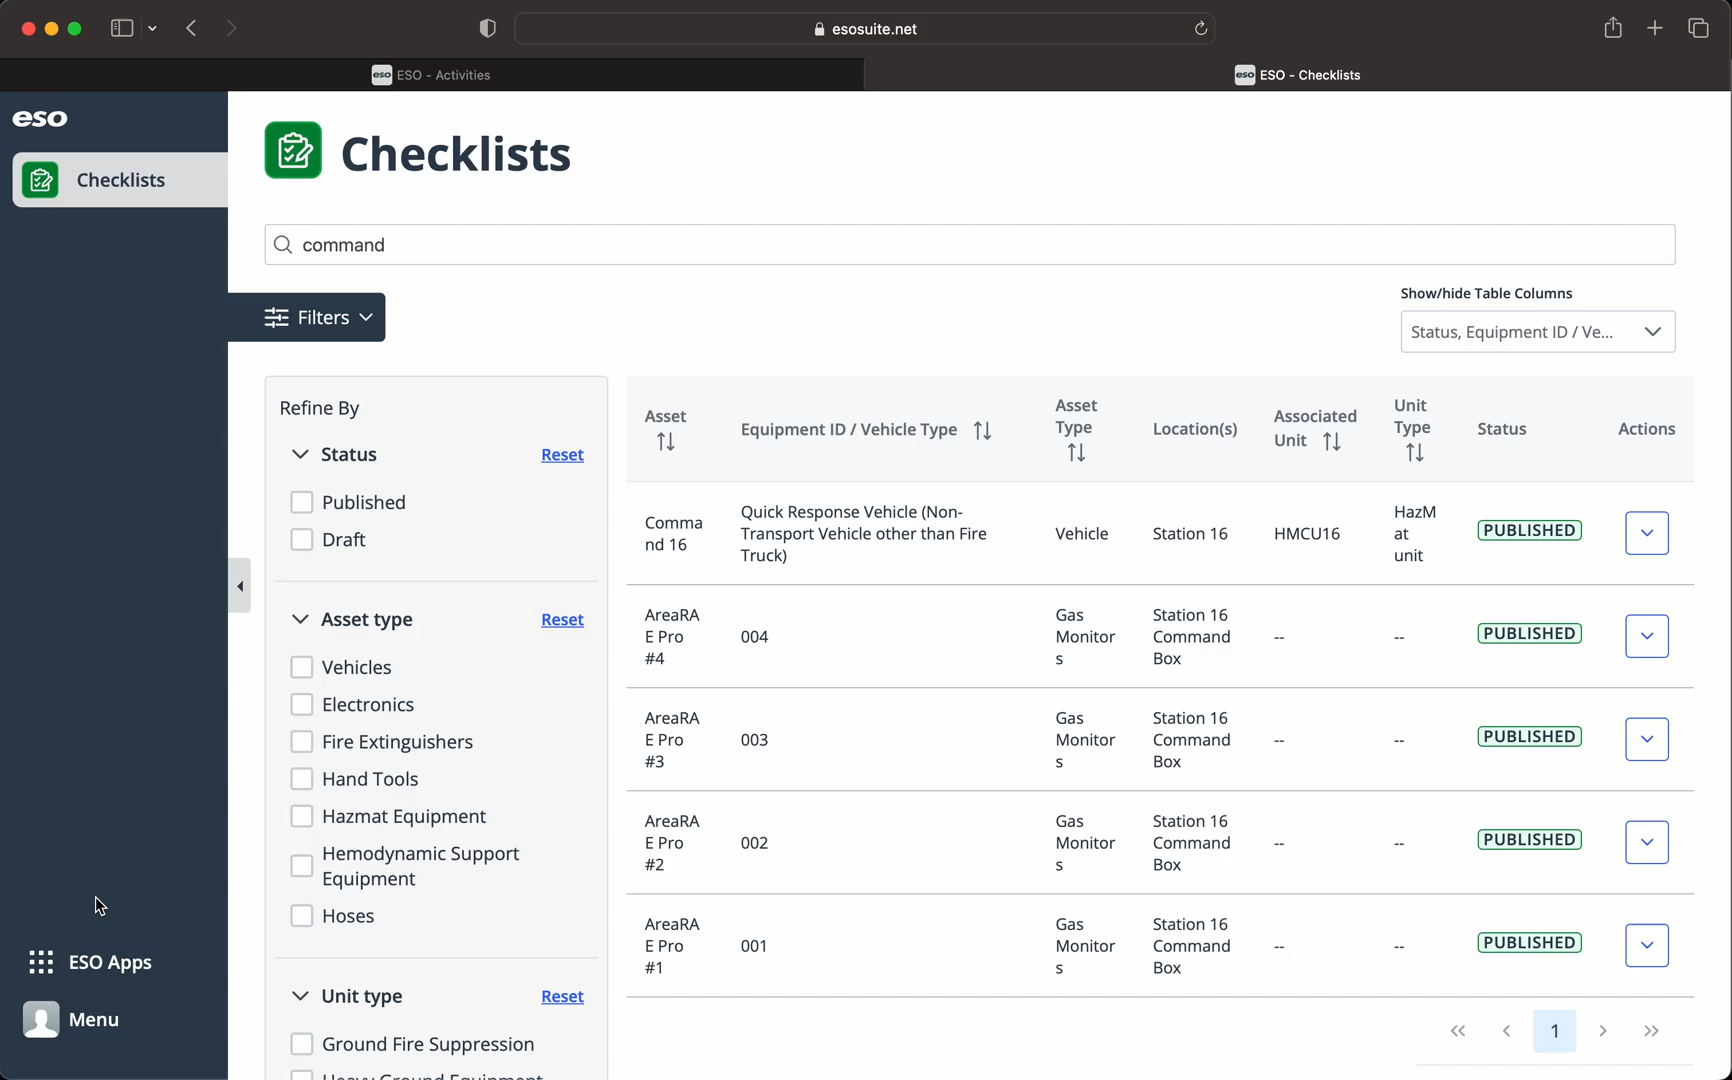 esosuite.net
eso ESO - Activities
eso ESO - Checklists
eso
Checklists
Checklists
command
Filters
Show/hide Table Columns
Status, Equipment ID / Ve...
Refine By
Status Reset
Published
Draft
Asset type Reset
Vehicles
Electronics
Fire Extinguishers
Hand Tools
Hazmat Equipment
Hemodynamic Support
Equipment
Hoses
Unit type Reset
Ground Fire Suppression
Heavy Ground Equipment
Asset
Equipment ID / Vehicle Type
Asset
Type
Location(s)
Associated
Unit
Unit
Type
Status
Actions
Comma
nd 16
Quick Response Vehicle (Non-
Transport Vehicle other than Fire
Truck)
Vehicle
Station 16
HMCU16
HazM
at
unit
PUBLISHED
AreaRA
E Pro
#4
004
Gas
Monitor
s
Station 16
Command
Box
--
--
PUBLISHED
AreaRA
E Pro
#3
003
Gas
Monitor
s
Station 16
Command
Box
--
--
PUBLISHED
AreaRA
E Pro
#2
002
Gas
Monitor
s
Station 16
Command
Box
--
--
PUBLISHED
AreaRA
E Pro
#1
001
Gas
Monitor
s
Station 16
Command
Box
--
--
PUBLISHED
1
ESO Apps
Menu